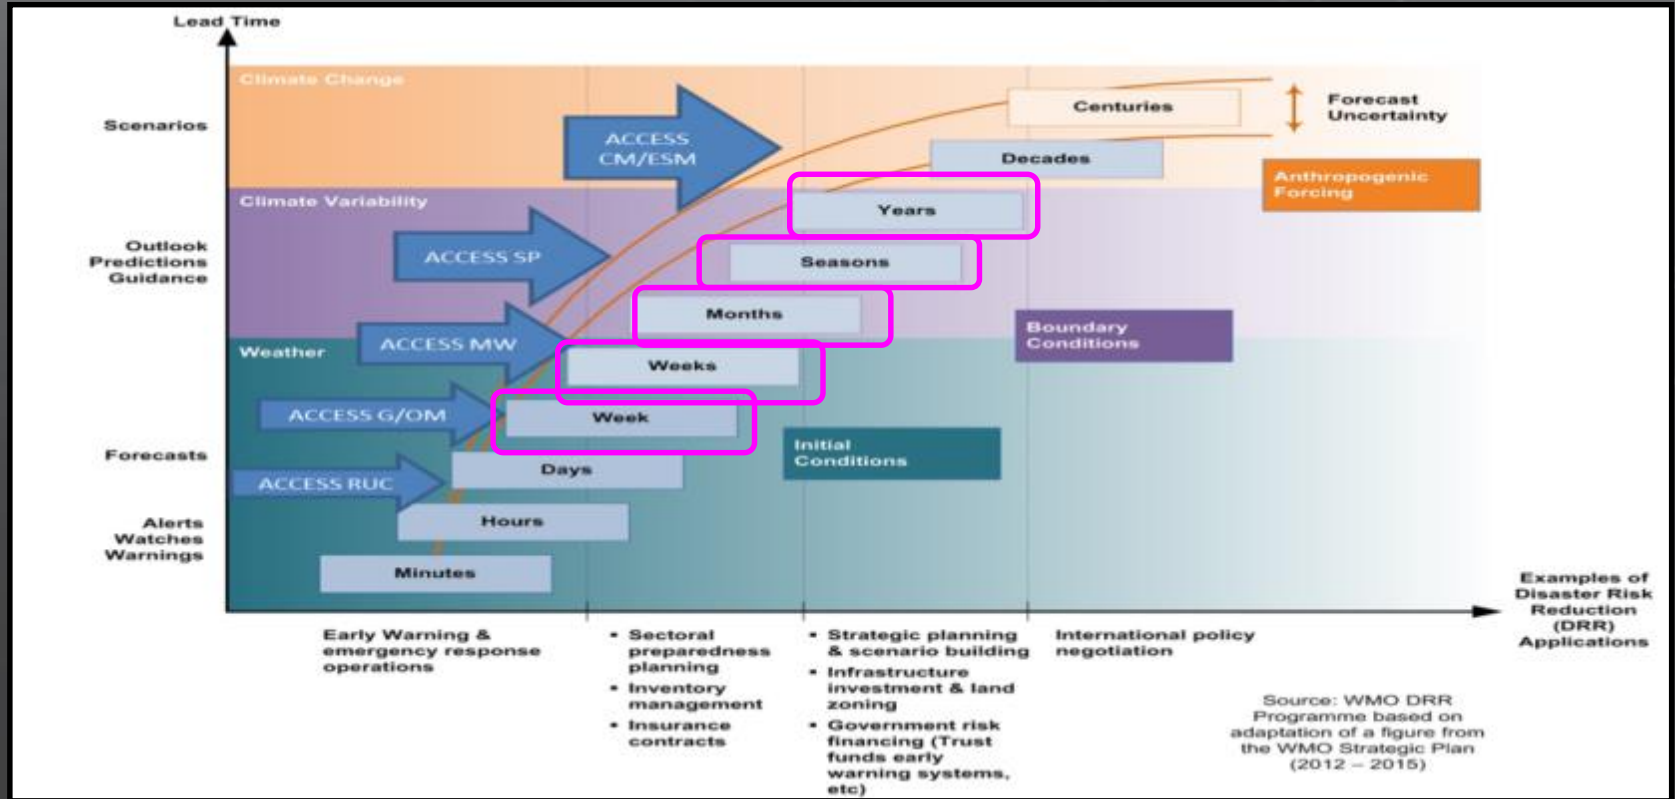 Lead Time
Climate Change
Scenarios
ACCESS
CM/ESM
Centuries
Forecast
Uncertainty
Decades
Anthropogenic
Forcing
Climate Variability
Years
Outlook
Predictions
Guidance
ACCESS SP
Seasons
Months
Boundary
Conditions
Weather
ACCESS MW
Weeks
ACCESS G/OM
Week
Initial
Conditions
Forecasts
Days
ACCESS RUC
Hours
Alerts
Watches
Warnings
Minutes
Examples of
Disaster Risk
Reduction
(DRR)
Applications
Early Warning &
emergency response
operations
▪ Sectoral
preparedness
planning
▪ Inventory
management
▪ Insurance
contracts
▪ Strategic planning
& scenario building
▪ Infrastructure
investment & land
zoning
▪ Government risk
financing (Trust
funds early
warning systems,
etc)
International policy
negotiation
Source: WMO DRR
Programme based on
adaptation of a figure from
the WMO Strategic Plan
(2012 – 2015)